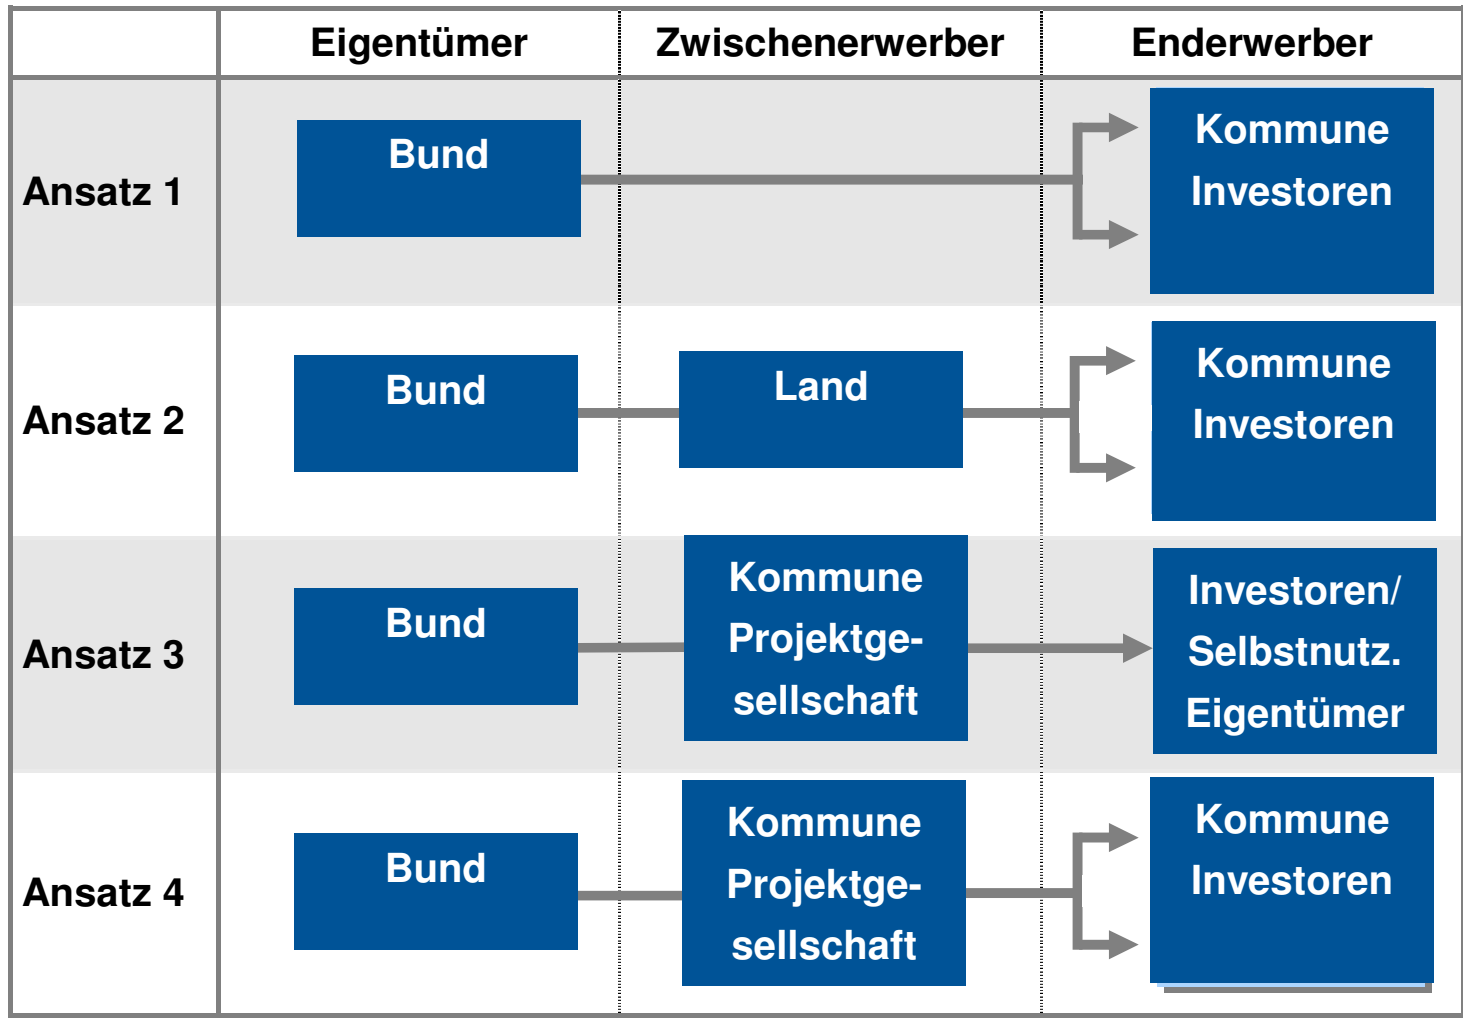 Eigentümer Zwischenerwerber Enderwerber
Ansatz 1
Bund
Kommune
Investoren
Ansatz 2
Bund
Land
Kommune
Investoren
Ansatz 3
Bund
Kommune
Projektge-
sellschaft
Investoren/
Selbstnutz.
Eigentümer
Ansatz 4
Bund
Kommune
Projektge-
sellschaft
Kommune
Investoren